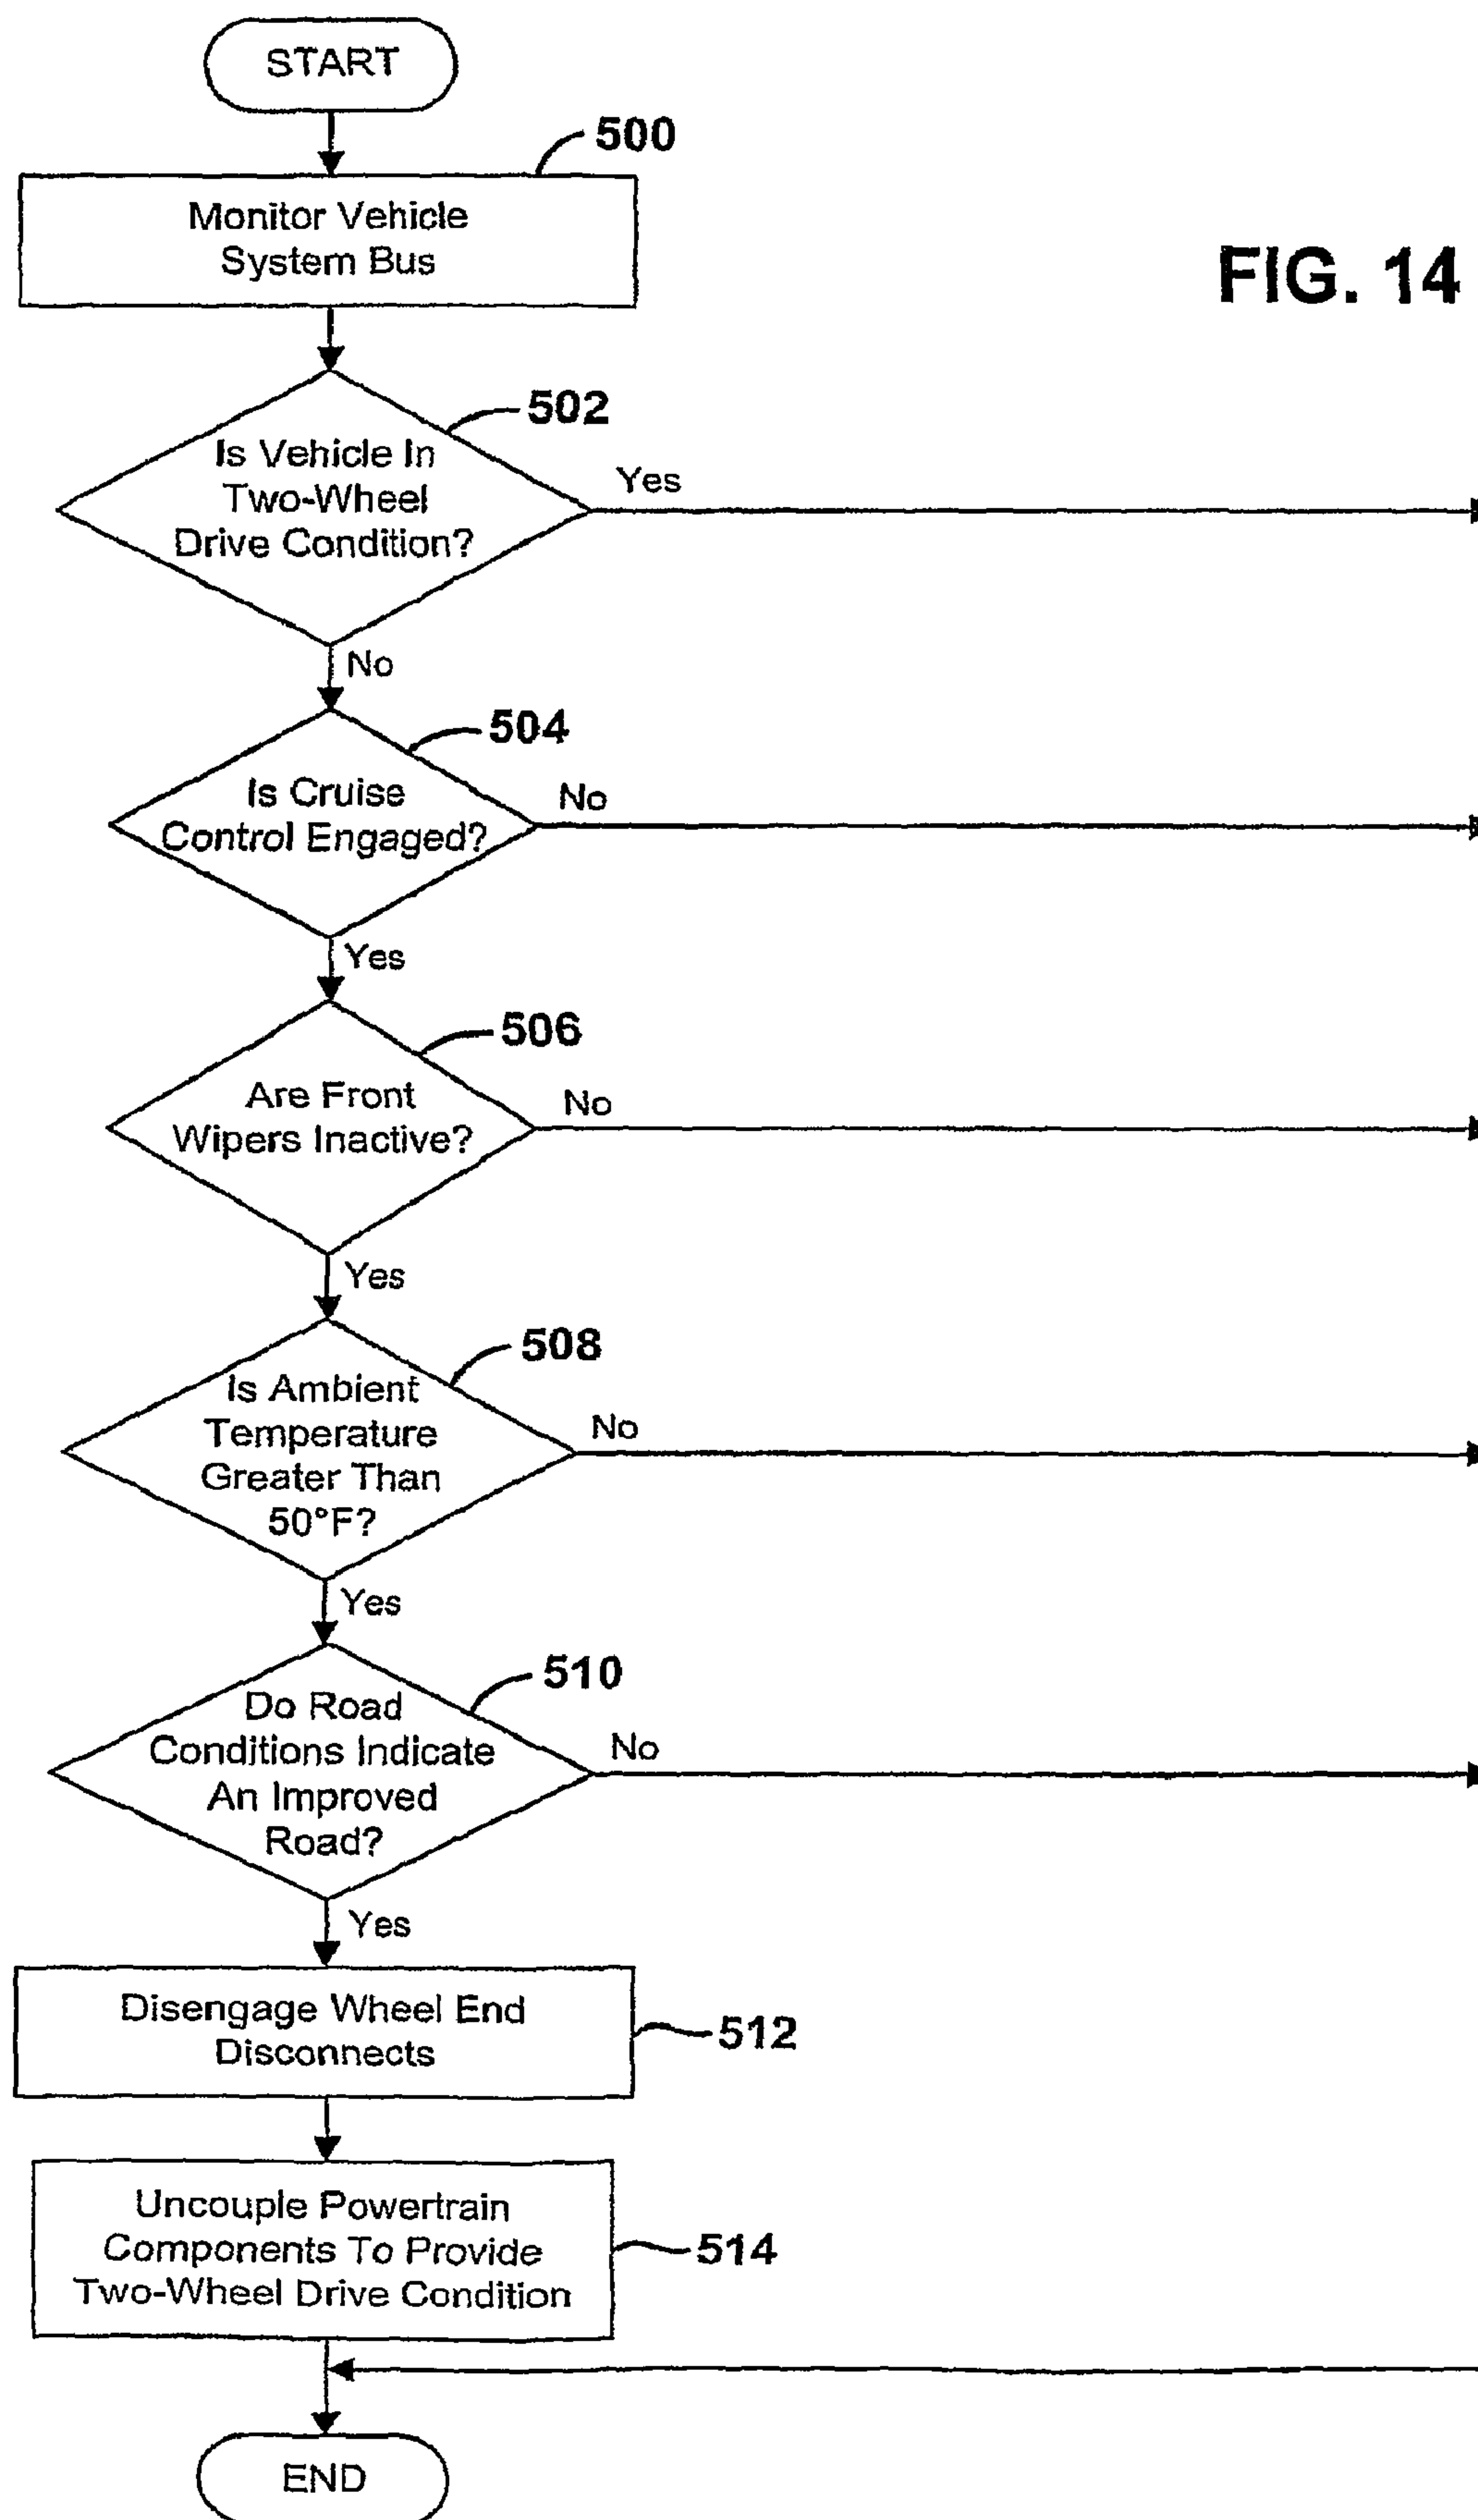 START
500
Monitor Vehicle
System Bus
FIG. 14
502
Is Vehicle In
Two-Wheel
Drive Condition?
Yes
No
504
Is Cruise
Control Engaged?
No
Yes
506
Are Front
Wipers Inactive?
No
Yes
508
Is Ambient
Temperature
Greater Than
50°F?
No
Yes
510
Do Road
Conditions Indicate
An Improved
Road?
No
Yes
Disengage Wheel End
Disconnects
512
Uncouple Powertrain
Components To Provide
Two-Wheel Drive Condition
514
END